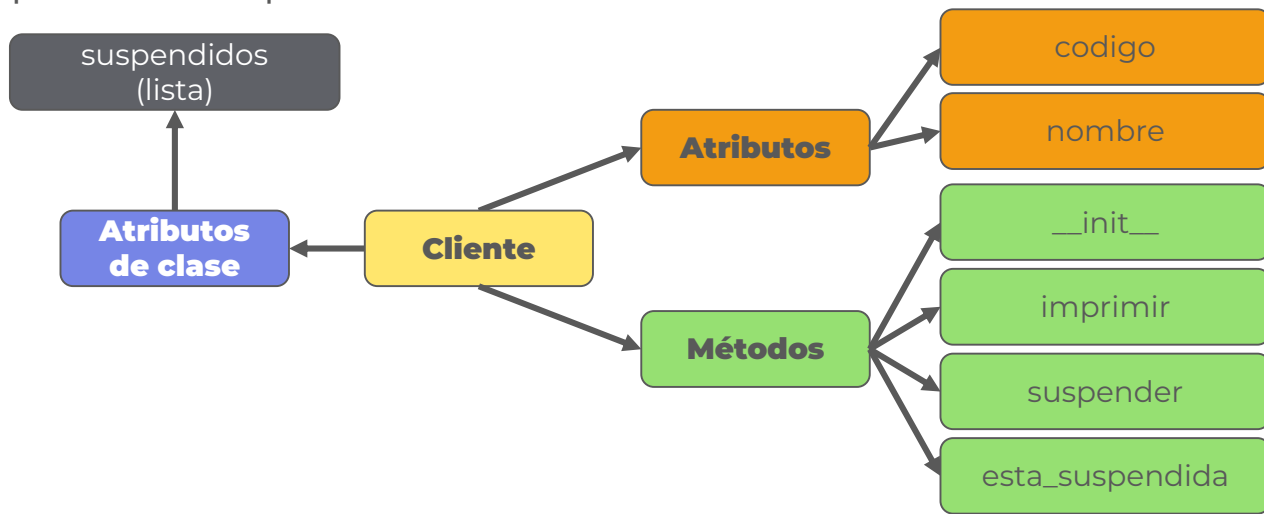 suspendidos
(lista)
Atributos
de clase
Cliente
Atributos
codigo
nombre
Métodos
__init__
imprimir
suspender
esta_suspendida